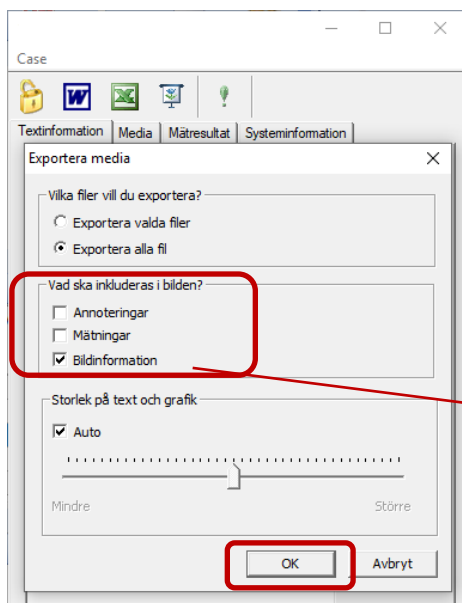 Case
Textinformation Media Mätresultat Systeminformation
Exportera media
Vilka filer vill du exportera?
Exportera valda filer
Exportera alla fil
Vad ska inkluderas i bilden?
Annoteringar
Mätningar
Bildinformation
Storlek på text och grafik
Auto
Mindre Större
OK Avbryt